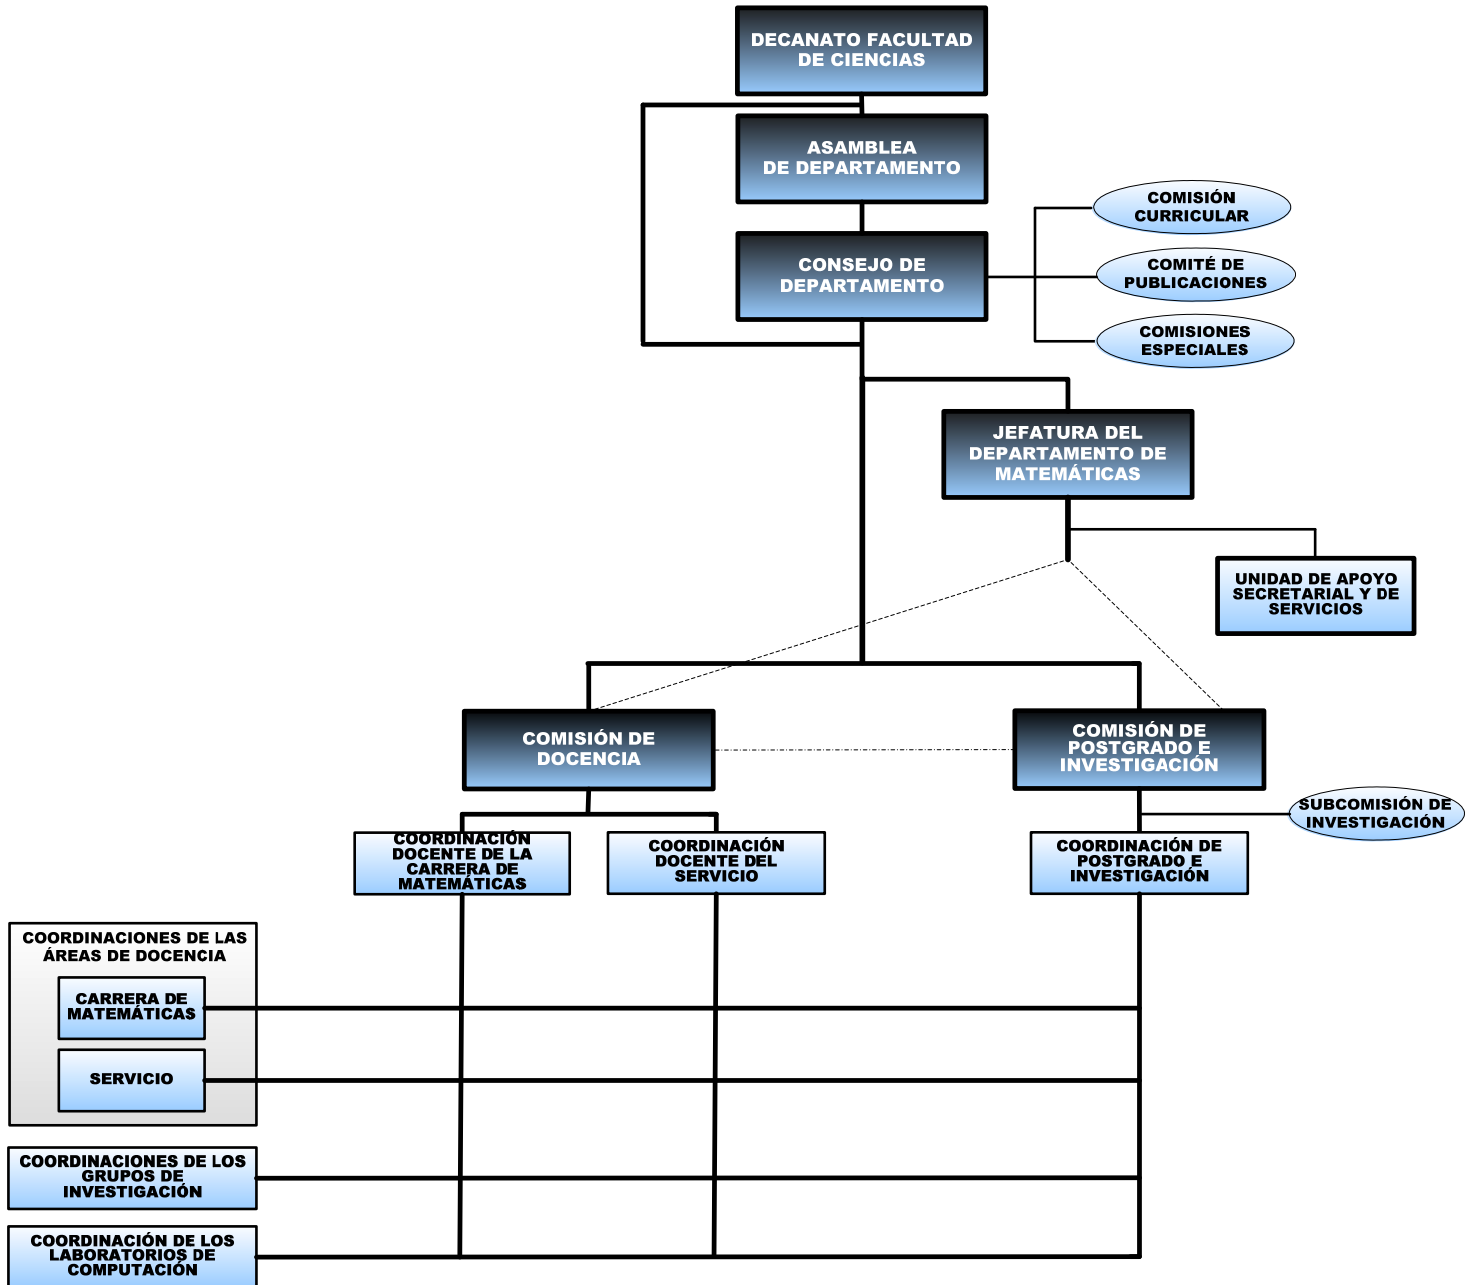 DECANATO FACULTAD
DE CIENCIAS
ASAMBLEA
DE DEPARTAMENTO
CONSEJO DE
DEPARTAMENTO
COMISIÓN
CURRICULAR
COMITÉ DE
PUBLICACIONES
COMISIONES
ESPECIALES
JEFATURA DEL
DEPARTAMENTO DE
MATEMÁTICAS
UNIDAD DE APOYO
SECRETARIAL Y DE
SERVICIOS
COMISIÓN DE
DOCENCIA
COMISIÓN DE
POSTGRADO E
INVESTIGACIÓN
SUBCOMISIÓN DE
INVESTIGACIÓN
COORDINACIÓN
DOCENTE DE LA
CARRERA DE
MATEMÁTICAS
COORDINACIÓN
DOCENTE DEL
SERVICIO
COORDINACIÓN DE
POSTGRADO E
INVESTIGACIÓN
COORDINACIONES DE LAS
ÁREAS DE DOCENCIA
CARRERA DE
MATEMÁTICAS
SERVICIO
COORDINACIONES DE LOS
GRUPOS DE
INVESTIGACIÓN
COORDINACIÓN DE LOS
LABORATORIOS DE
COMPUTACIÓN